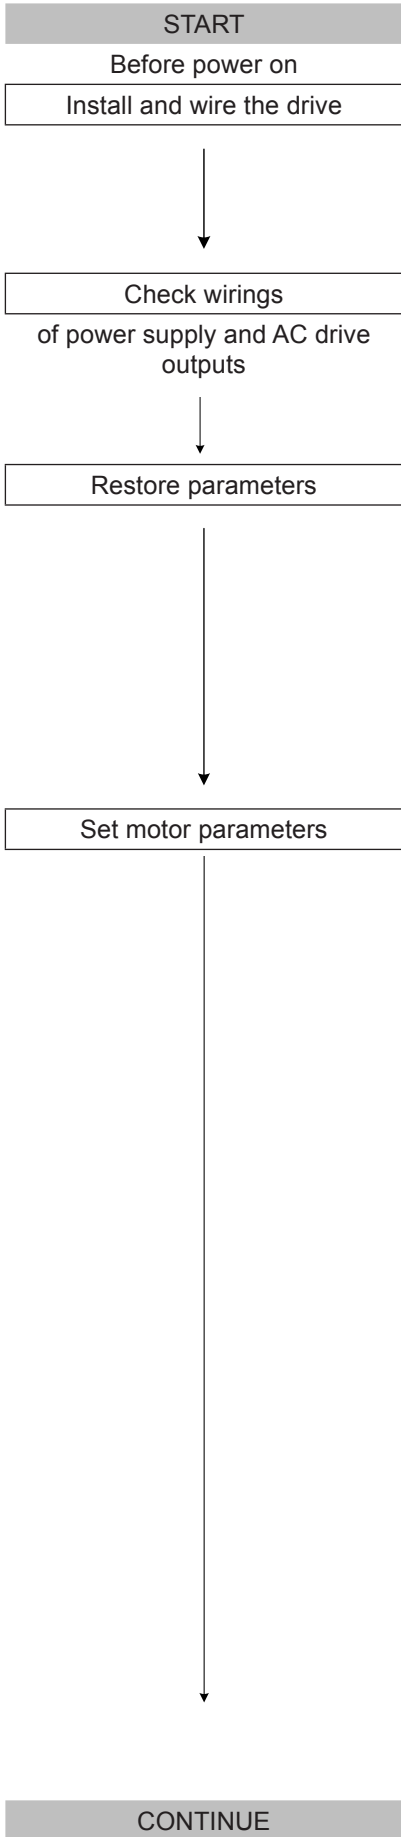 START
Before power on
Install and wire the drive
Check wirings
of power supply and AC drive
outputs
Restore parameters
Set motor parameters
CONTINUE